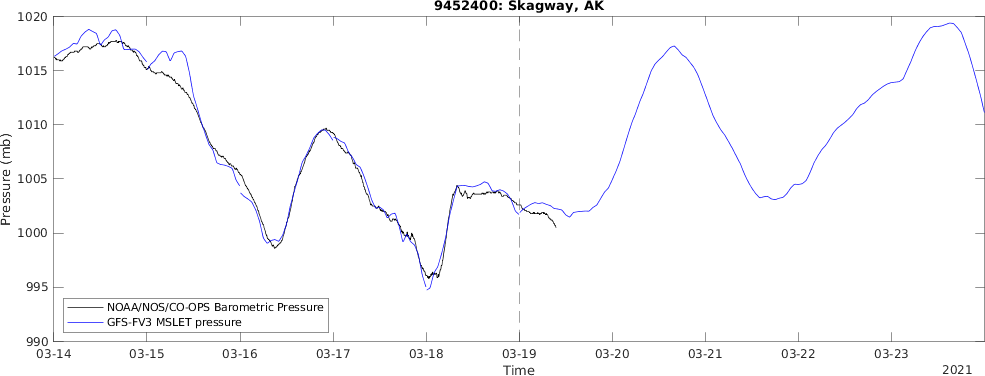 9452400: Skagway, AK
1020
1015
1010
1005
1000
995
990
Pressure (mb)
NOAA/NOS/CO-OPS Barometric Pressure
GFS-FV3 MSLET pressure
03-14 03-15 03-16 03-17 03-18 03-19 03-20 03-21 03-22 03-23
Time
2021